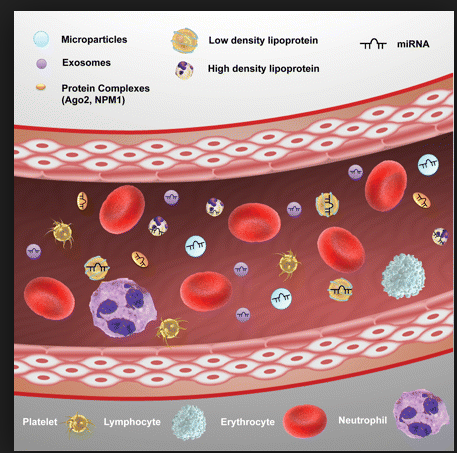 Microparticles
Exosomes
Protein Complexes
(Ago2, NPM1)
Low density lipoprotein
High density lipoprotein
miRNA
Platelet
Lymphocyte
Erythrocyte
Neutrophil